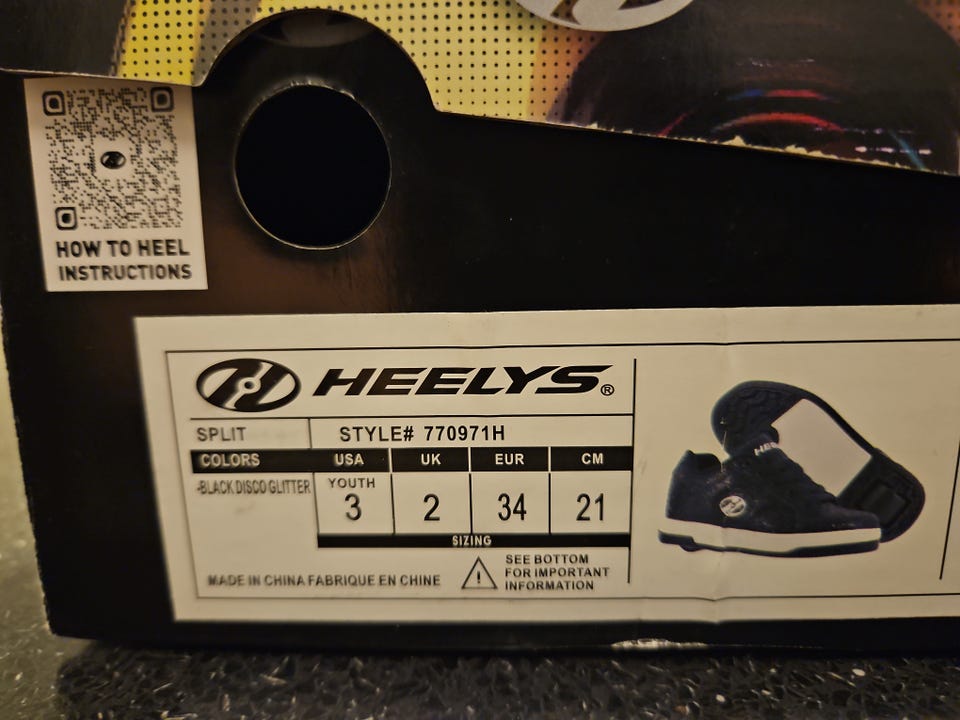 HOW TO HEEL
INSTRUCTIONS
HEELYS®
SPLIT STYLE# 770971H
COLORS USA UK EUR CM
-BLACK DISCO GLITTER YOUTH 3 2 34 21
SIZING
MADE IN CHINA FABRIQUE EN CHINE
SEE BOTTOM
FOR IMPORTANT
INFORMATION